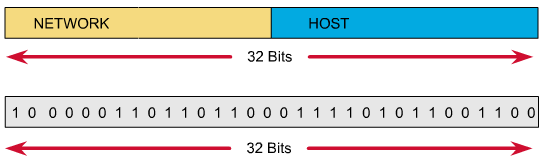 NETWORK HOST
32 Bits
1 0 0 0 0 0 1 1 0 1 1 0 1 1 0 0 0 1 1 1 1 0 1 0 1 1 0 0 1 1 0 0
32 Bits